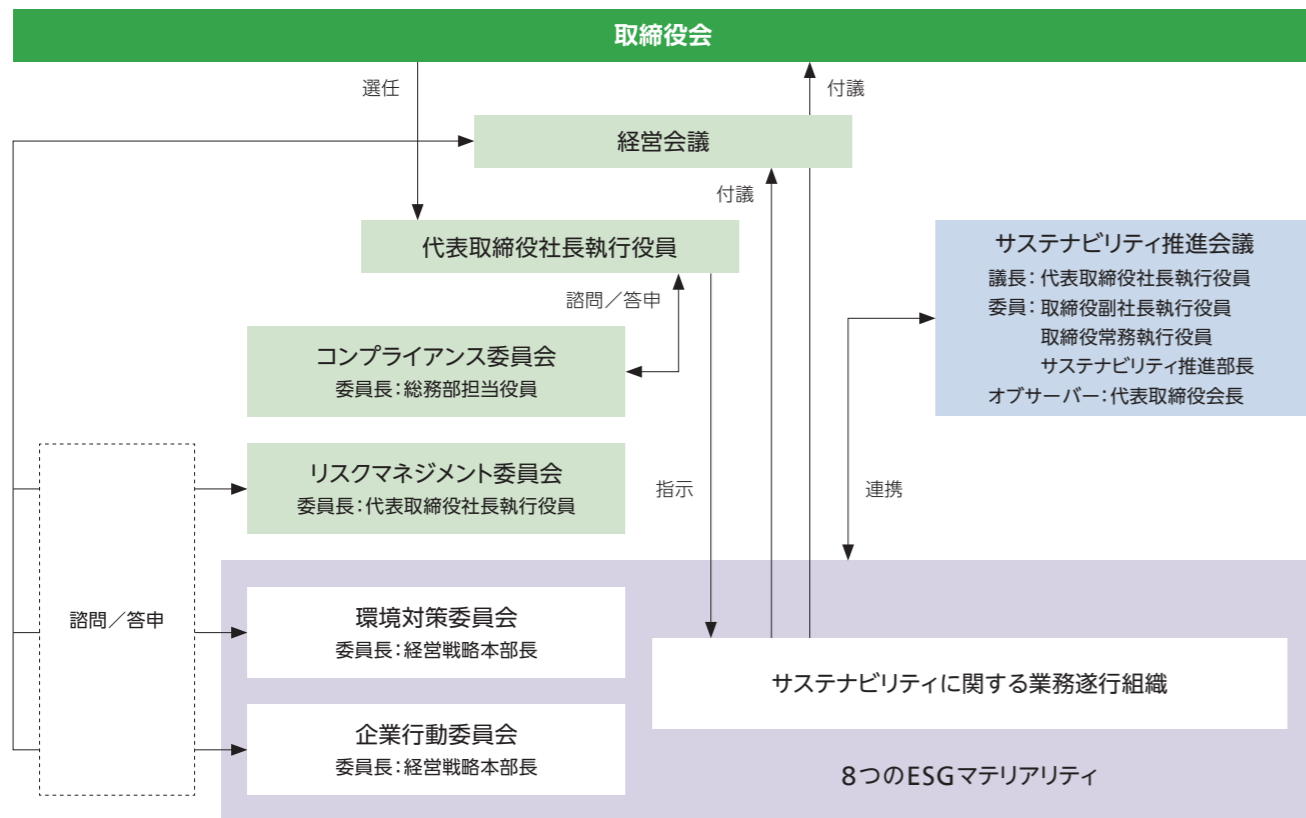 取締役会
選任
付議
経営会議
付議
代表取締役社長執行役員
諮問／答申
サステナビリティ推進会議
議長：代表取締役社長執行役員
委員：取締役副社長執行役員
取締役常務執行役員
サステナビリティ推進部長
オブサーバー：代表取締役会長
コンプライアンス委員会
委員長：総務部担当役員
リスクマネジメント委員会
委員長：代表取締役社長執行役員
指示
連携
諮問／答申
環境対策委員会
委員長：経営戦略本部長
サステナビリティに関する業務遂行組織
企業行動委員会
委員長：経営戦略本部長
8つのESGマテリアリティ